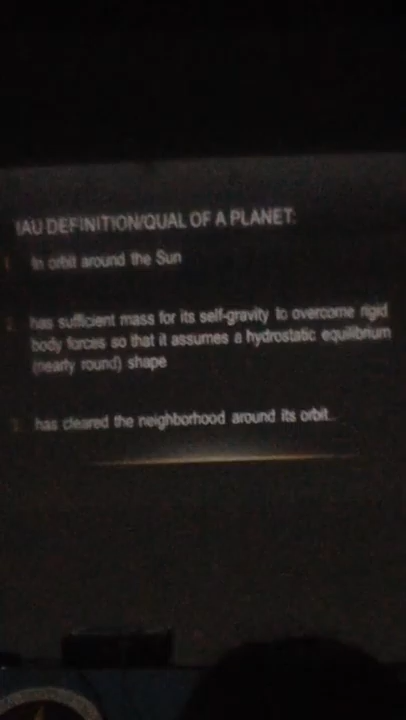 IAU DEFINITION/QUAL OF A PLANET:
1 In orbit around the Sun
2 has sufficient mass for its self-gravity to overcome rigid
body forces so that it assumes a hydrostatic equilibrium
(nearly round) shape
3 has cleared the neighborhood around its orbit.